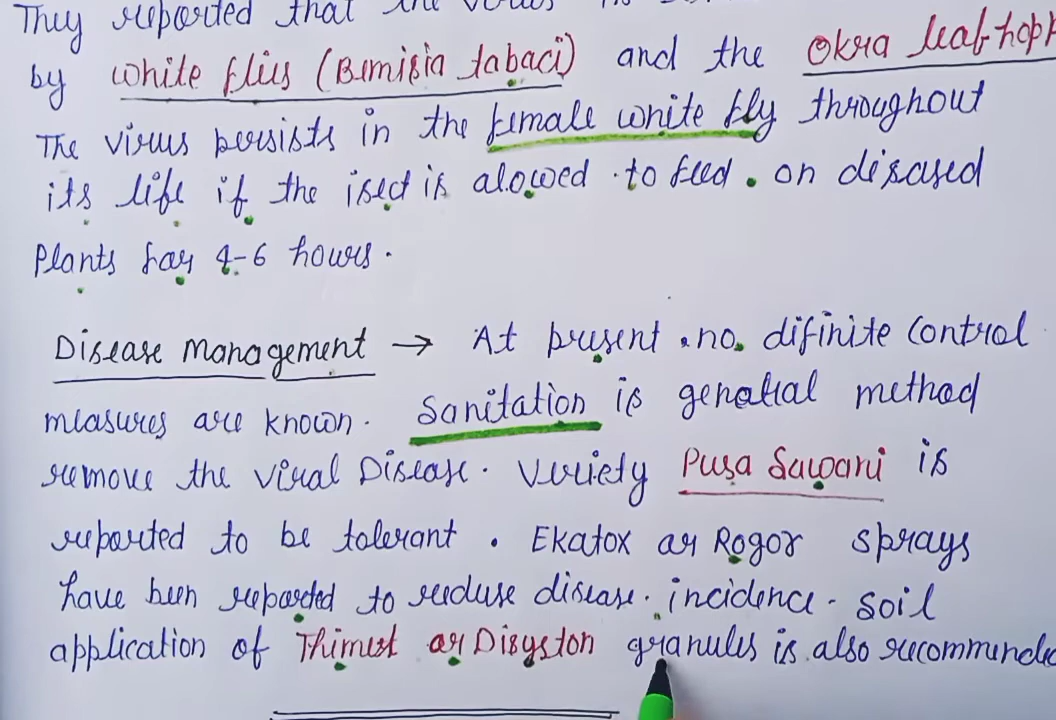 They reported that the virus
by white flies (Bemisia tabaci) and the Okra leafhopp
The virus persists in the female white fly throughout
its life if the isect is alowed to feed. on diseased
Plants for 4-6 hours.
Disease Management → At present no. difinite Control
measures are known. Sanitation is genetral method
remove the viral Disease. Veriety Pusa Sawani is
reported to be tolerant. Ekatox or Rogor sprays
have been reported to reduse disease. incidence. soil
application of Thimet or Disyston granules is also recommende